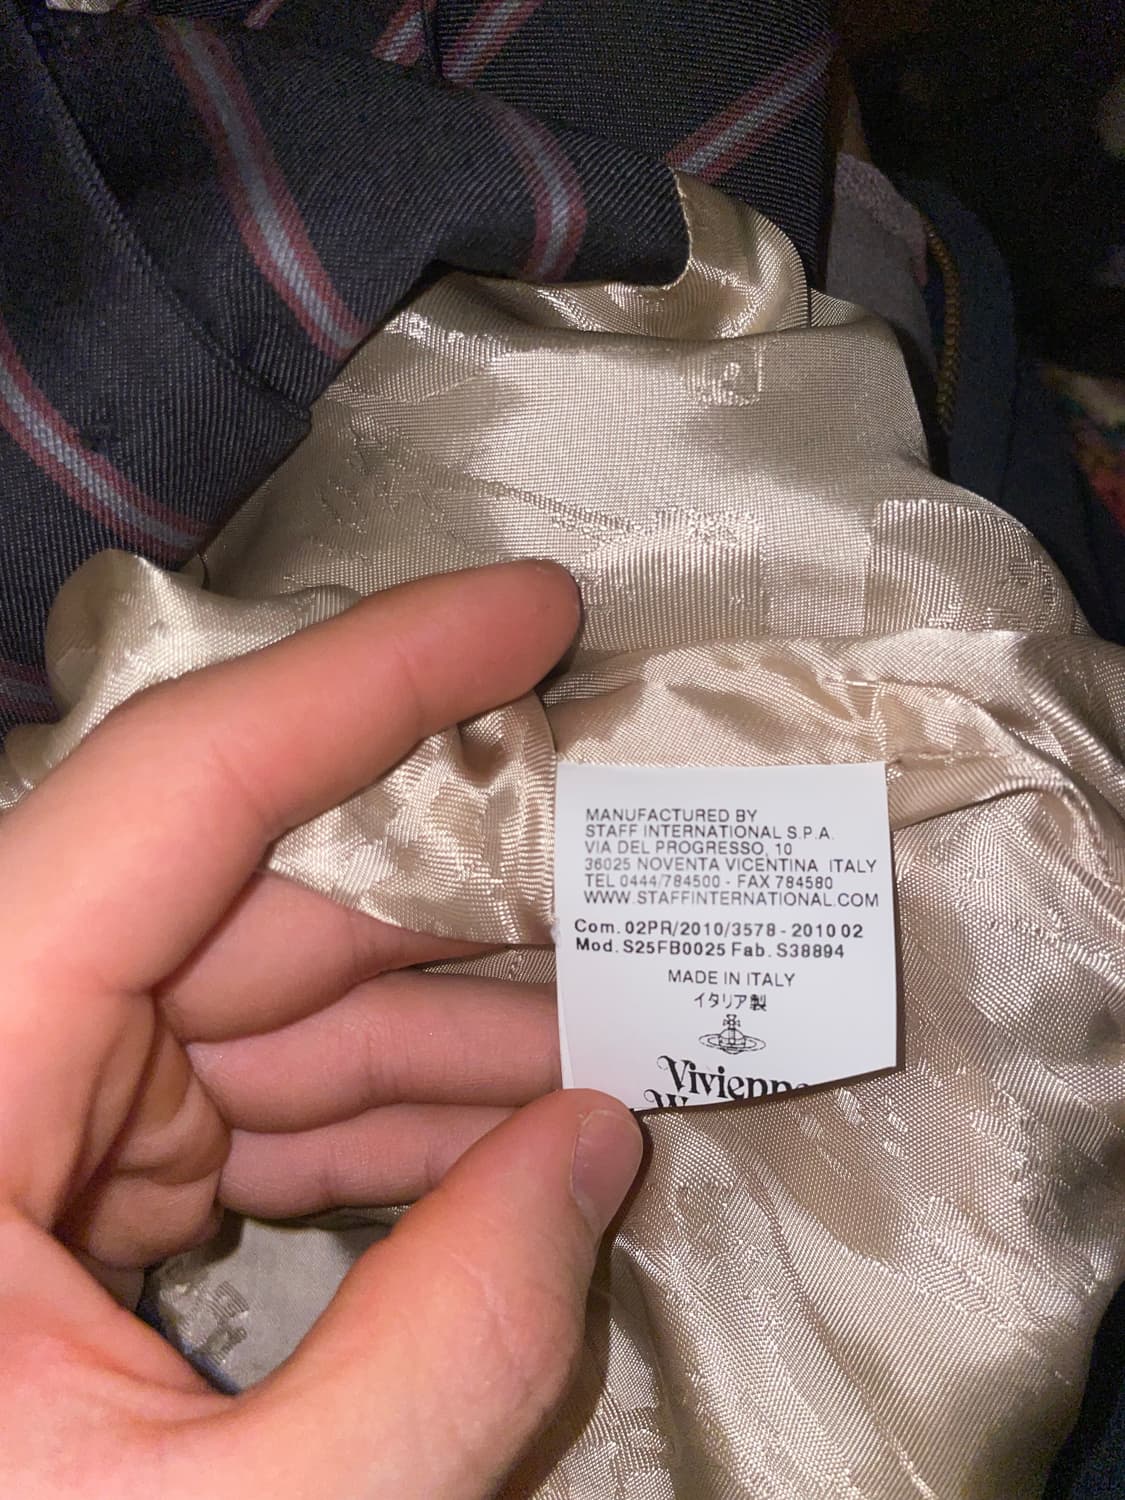 MANUFACTURED BY
STAFF INTERNATIONAL S.P.A.
VIA DEL PROGRESSO, 10
36025 NOVENTA VICENTINA ITALY
TEL 0444/784500 - FAX 784580
WWW.STAFFINTERNATIONAL.COM
Com. 02PR/2010/3578 - 2010 02
Mod. S25FB0025 Fab. S38894
MADE IN ITALY
イタリア製
Vivienne